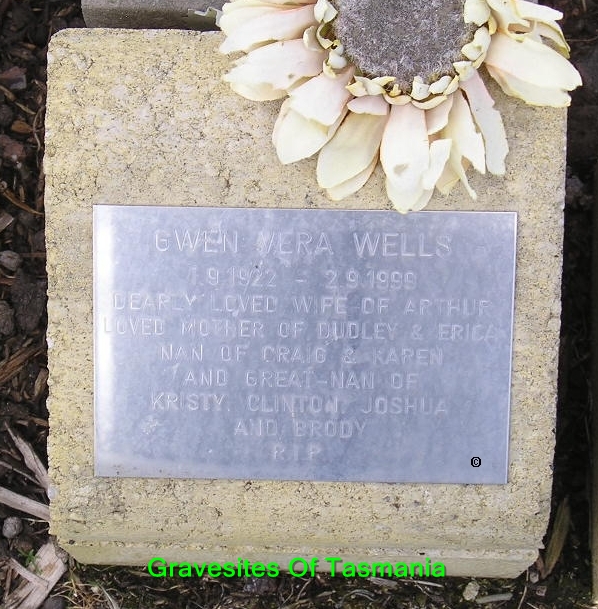 ©
GWEN VERA WELLS
1.9.1922 - 2.9.1999
DEARLY LOVED WIFE OF ARTHUR
LOVED MOTHER OF DUDLEY & ERICA
NAN OF CRAIG & KAREN
AND GREAT-NAN OF
KRISTY, CLINTON, JOSHUA
AND BRODY
R.I.P.
©
Gravesites Of Tasmania